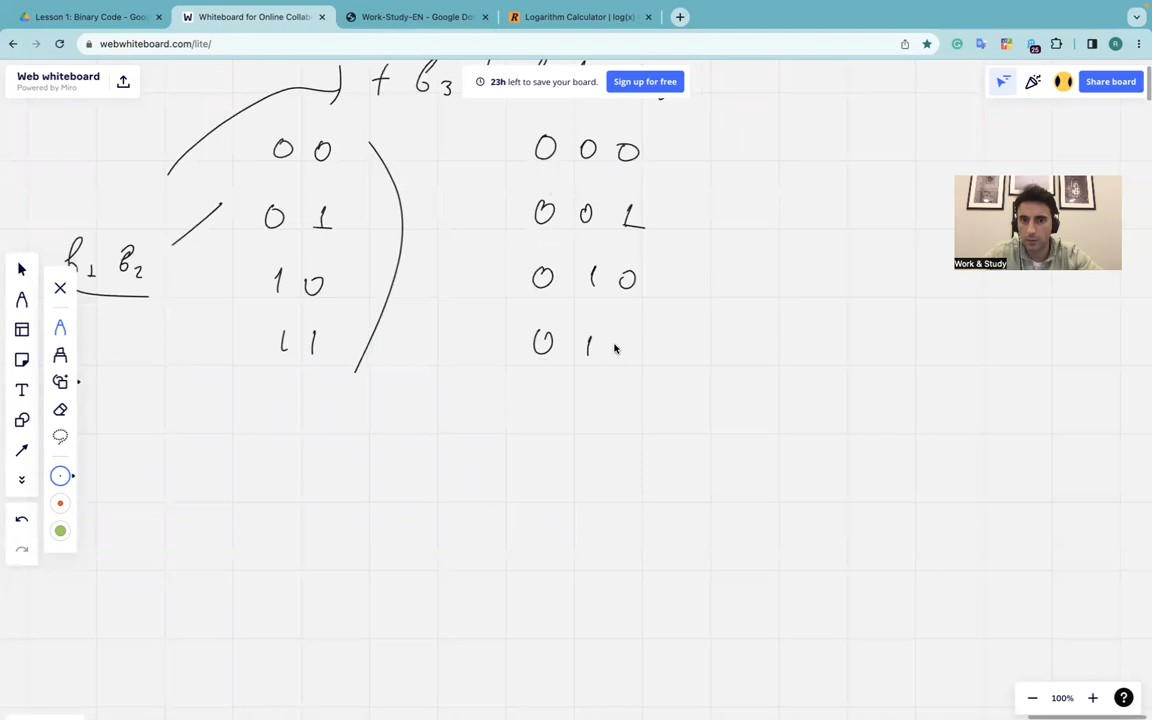 Lesson 1: Binary Code - Goo
Whiteboard for Online Collab
Work-Study-EN - Google Do
Logarithm Calculator | log(x)
webwhiteboard.com/lite/
25
R
Web whiteboard
Powered by Miro
23h left to save your board.
Sign up for free
Share board
+ b3
0 0
0 0 0
0 1
0 0 1
b1 b2
1 0
0 1 0
1 1
0 1
Work & Study
T
100%
?